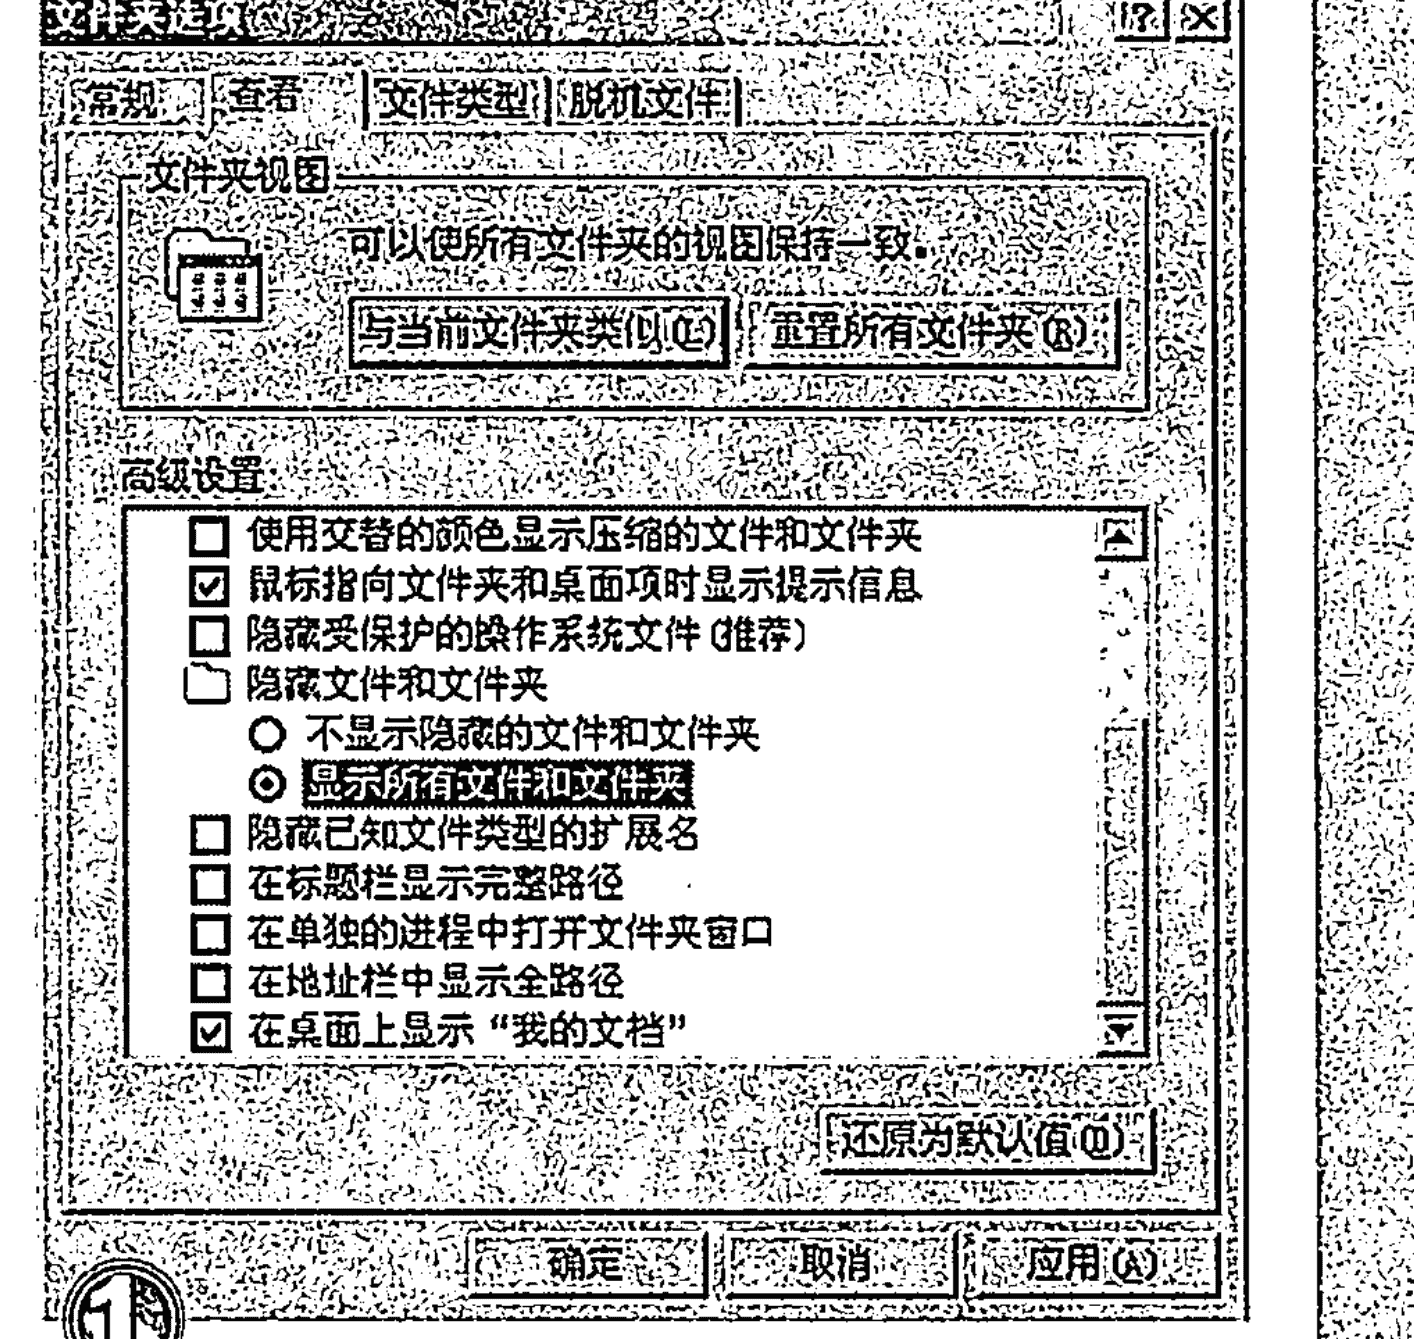 文件夹选项
常规 查看 文件类型 脱机文件
文件夹视图
可以使所有文件夹的视图保持一致。
与当前文件夹类似(L) 重置所有文件夹(R)
高级设置
使用交替的颜色显示压缩的文件和文件夹
鼠标指向文件夹和桌面项时显示提示信息
隐藏受保护的操作系统文件(推荐)
隐藏文件和文件夹
不显示隐藏的文件和文件夹
显示所有文件和文件夹
隐藏已知文件类型的扩展名
在标题栏显示完整路径
在单独的进程中打开文件夹窗口
在地址栏中显示全路径
在桌面上显示“我的文档”
还原为默认值(D)
确定 取消 应用(A)
1